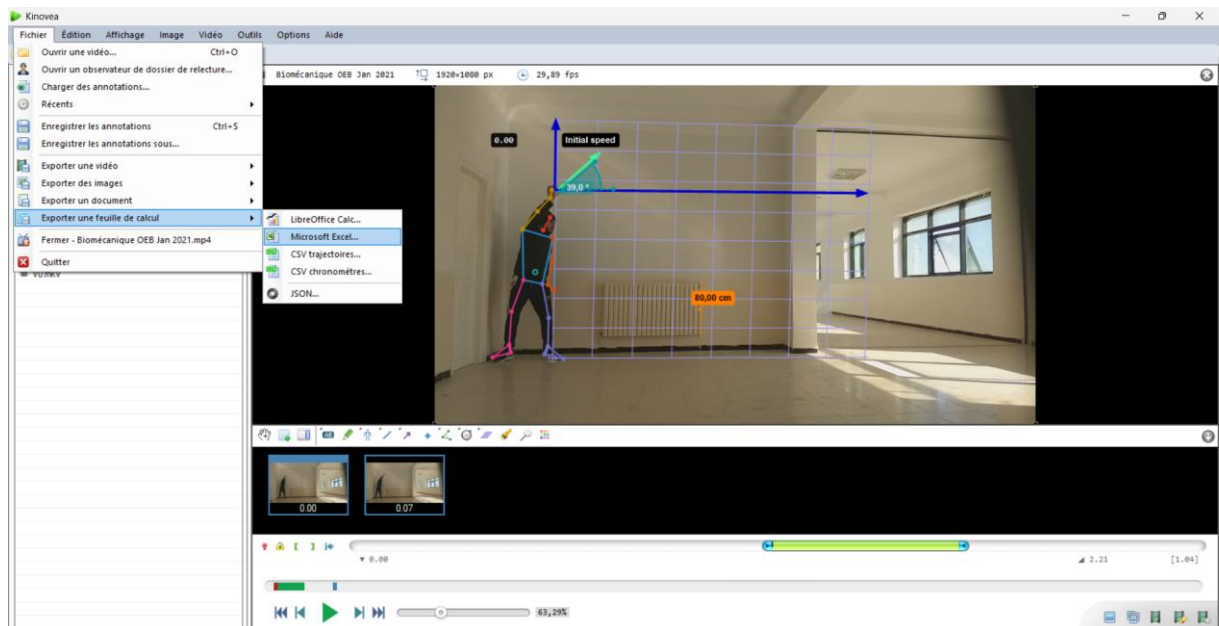 Kinovea
Fichier Édition Affichage Image Vidéo Outils Options Aide
Ouvrir une vidéo... Ctrl+O
Ouvrir un observateur de dossier de relecture...
Charger des annotations...
Récents
Enregistrer les annotations Ctrl+S
Enregistrer les annotations sous...
Exporter une vidéo
Exporter des images
Exporter un document
Exporter une feuille de calcul
Fermer - Biomécanique OEB Jan 2021.mp4
Quitter
LibreOffice Calc...
Microsoft Excel...
CSV trajectoires...
CSV chronomètres...
JSON...
Biomécanique OEB Jan 2021 1920×1080 px 29,89 fps
0.00 Initial speed
39,0 °
80,00 cm
0.00 0.07
0.00 2.21 [1.04]
63,29%